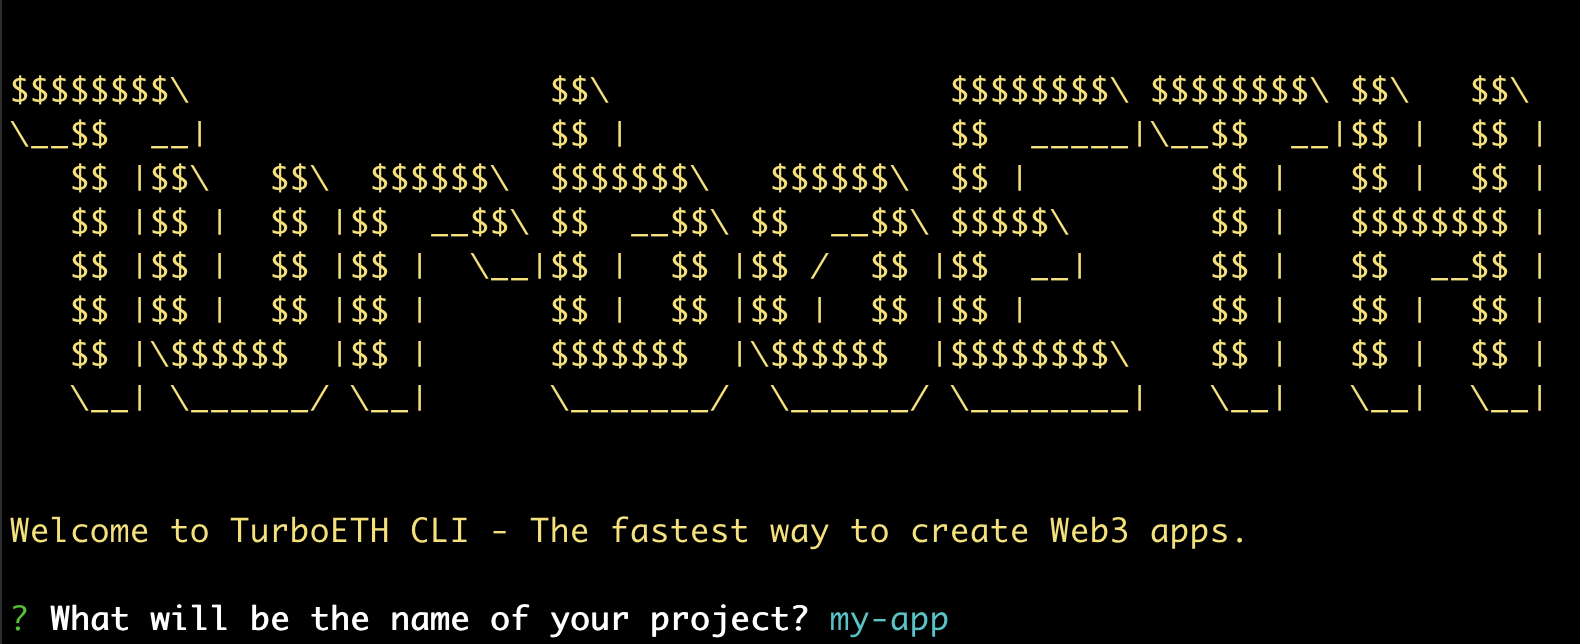 $$$$$$$$\                  $$\                 $$$$$$$$\ $$$$$$$$\ $$\   $$\
\__$$  __|                 $$ |                $$  _____|\__$$  __|$$ |  $$ |
   $$ |$$\   $$\  $$$$$$\  $$$$$$$\   $$$$$$\  $$ |         $$ |   $$ |  $$ |
   $$ |$$ |  $$ |$$  __$$\ $$  __$$\ $$  __$$\ $$$$$\       $$ |   $$$$$$$$ |
   $$ |$$ |  $$ |$$ |  \__|$$ |  $$ |$$ /  $$ |$$  __|      $$ |   $$  __$$ |
   $$ |$$ |  $$ |$$ |      $$ |  $$ |$$ |  $$ |$$ |         $$ |   $$ |  $$ |
   $$ |\$$$$$$  |$$ |      $$$$$$$  |\$$$$$$  |$$$$$$$$\    $$ |   $$ |  $$ |
   \__| \______/ \__|      \_______/  \______/ \________|   \__|   \__|  \__|
Welcome to TurboETH CLI - The fastest way to create Web3 apps.
? What will be the name of your project? my-app